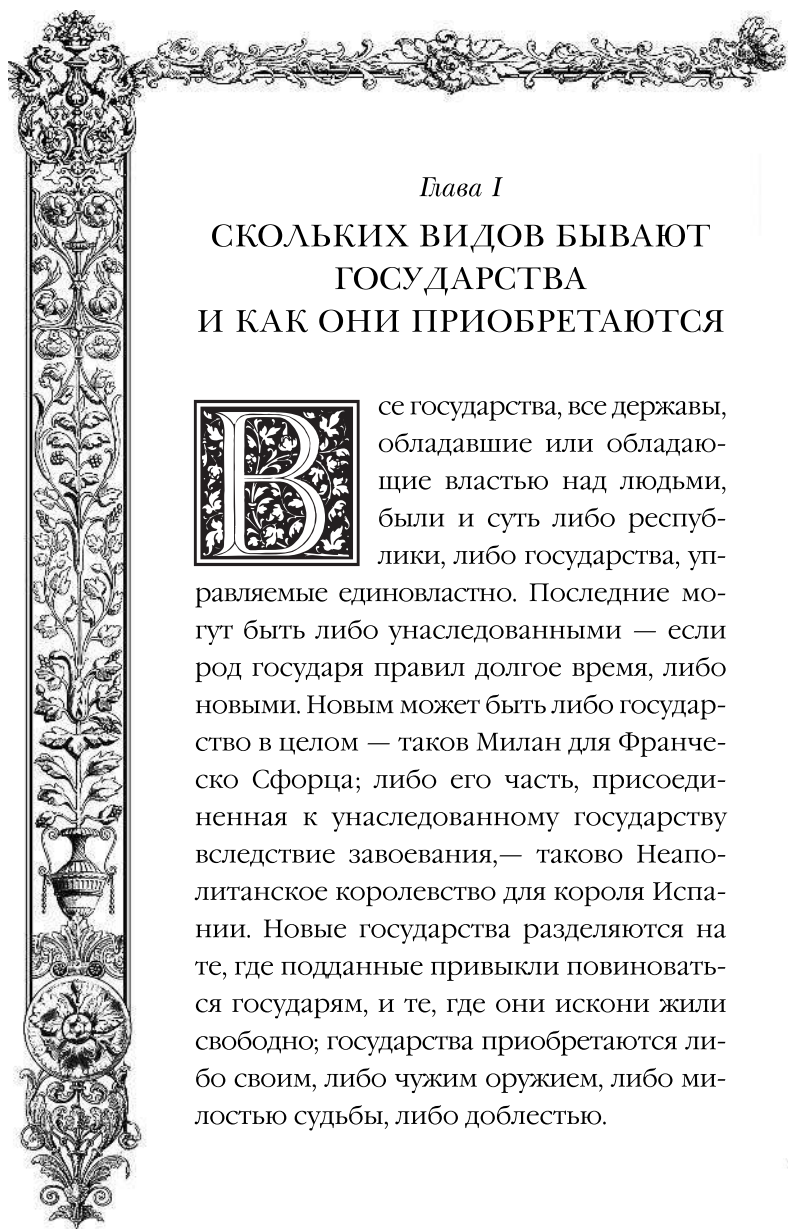 Глава I
СКОЛЬКИХ ВИДОВ БЫВАЮТ
ГОСУДАРСТВА
И КАК ОНИ ПРИОБРЕТАЮТСЯ
Все государства, все державы,
обладавшие или обладаю-
щие властью над людьми,
были и суть либо респуб-
лики, либо государства, уп-
равляемые единовластно. Последние мо-
гут быть либо унаследованными — если
род государя правил долгое время, либо
новыми. Новым может быть либо государ-
ство в целом — таков Милан для Франче-
ско Сфорца; либо его часть, присоеди-
ненная к унаследованному государству
вследствие завоевания,— таково Неапо-
литанское королевство для короля Испа-
нии. Новые государства разделяются на
те, где подданные привыкли повиновать-
ся государям, и те, где они искони жили
свободно; государства приобретаются ли-
бо своим, либо чужим оружием, либо ми-
лостью судьбы, либо доблестью.